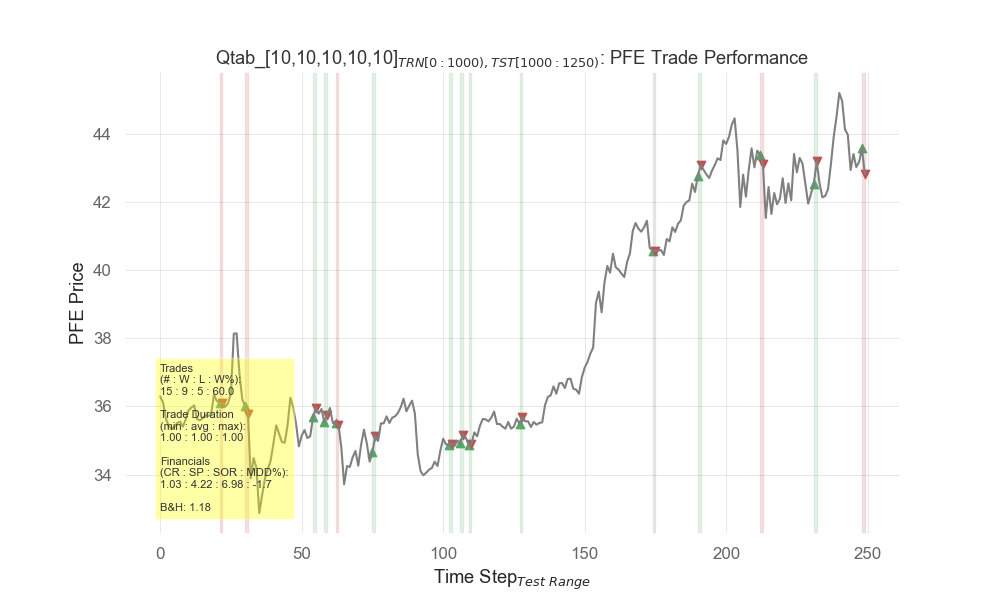 Qtab_[10,10,10,10,10]TRN[0 : 1000), TST[1000 : 1250) : PFE Trade Performance
44
42
40
38
36
34
PFE Price
Trades
(# : W : L : W%):
15 : 9 : 5 : 60.0
Trade Duration
(min : avg : max):
1.00 : 1.00 : 1.00
Financials
(CR : SP : SOR : MDD%):
1.03 : 4.22 : 6.98 : -1.7
B&H: 1.18
0 50 100 150 200 250
Time Step Test Range